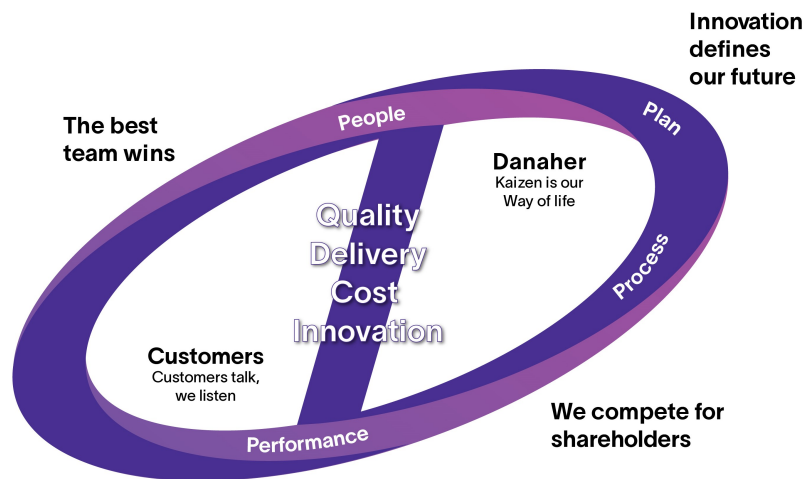 Innovation
defines
our future
The best
team wins
People
Plan
Danaher
Kaizen is our
Way of life
Quality
Delivery
Cost
Innovation
Process
Customers
Customers talk,
we listen
We compete for
shareholders
Performance